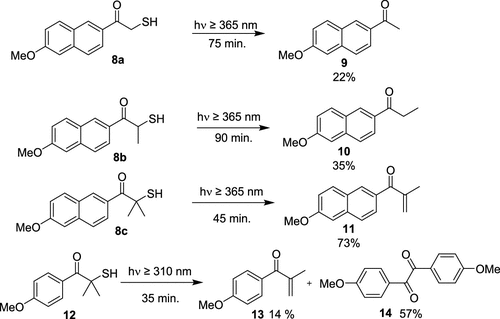 O
SH
MeO
8a
hν ≥ 365 nm
75 min.
O
MeO
9
22%
O
SH
MeO
8b
hν ≥ 365 nm
90 min.
O
MeO
10
35%
O
SH
MeO
8c
hν ≥ 365 nm
45 min.
O
MeO
11
73%
O
SH
MeO
12
hν ≥ 310 nm
35 min.
O
MeO
13 14 %
+
O
OMe
MeO
O
14 57%